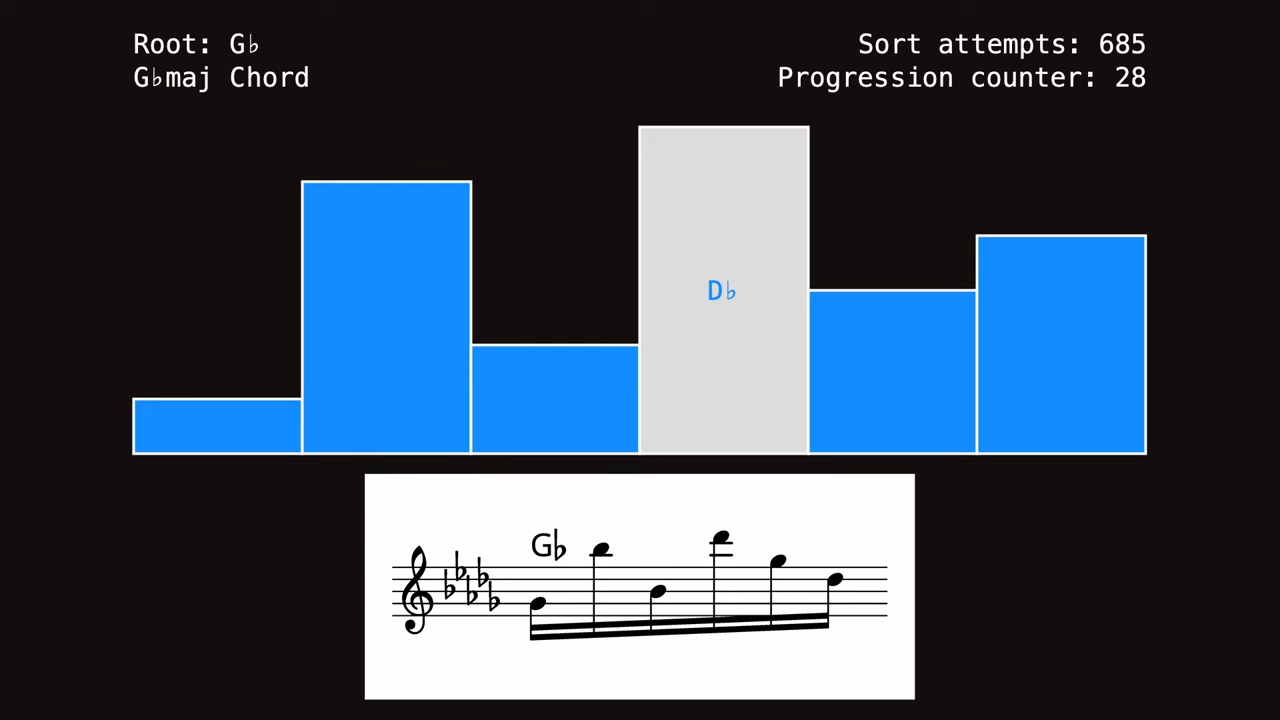 Root: G♭
G♭maj Chord
Sort attempts: 685
Progression counter: 28
D♭
G♭